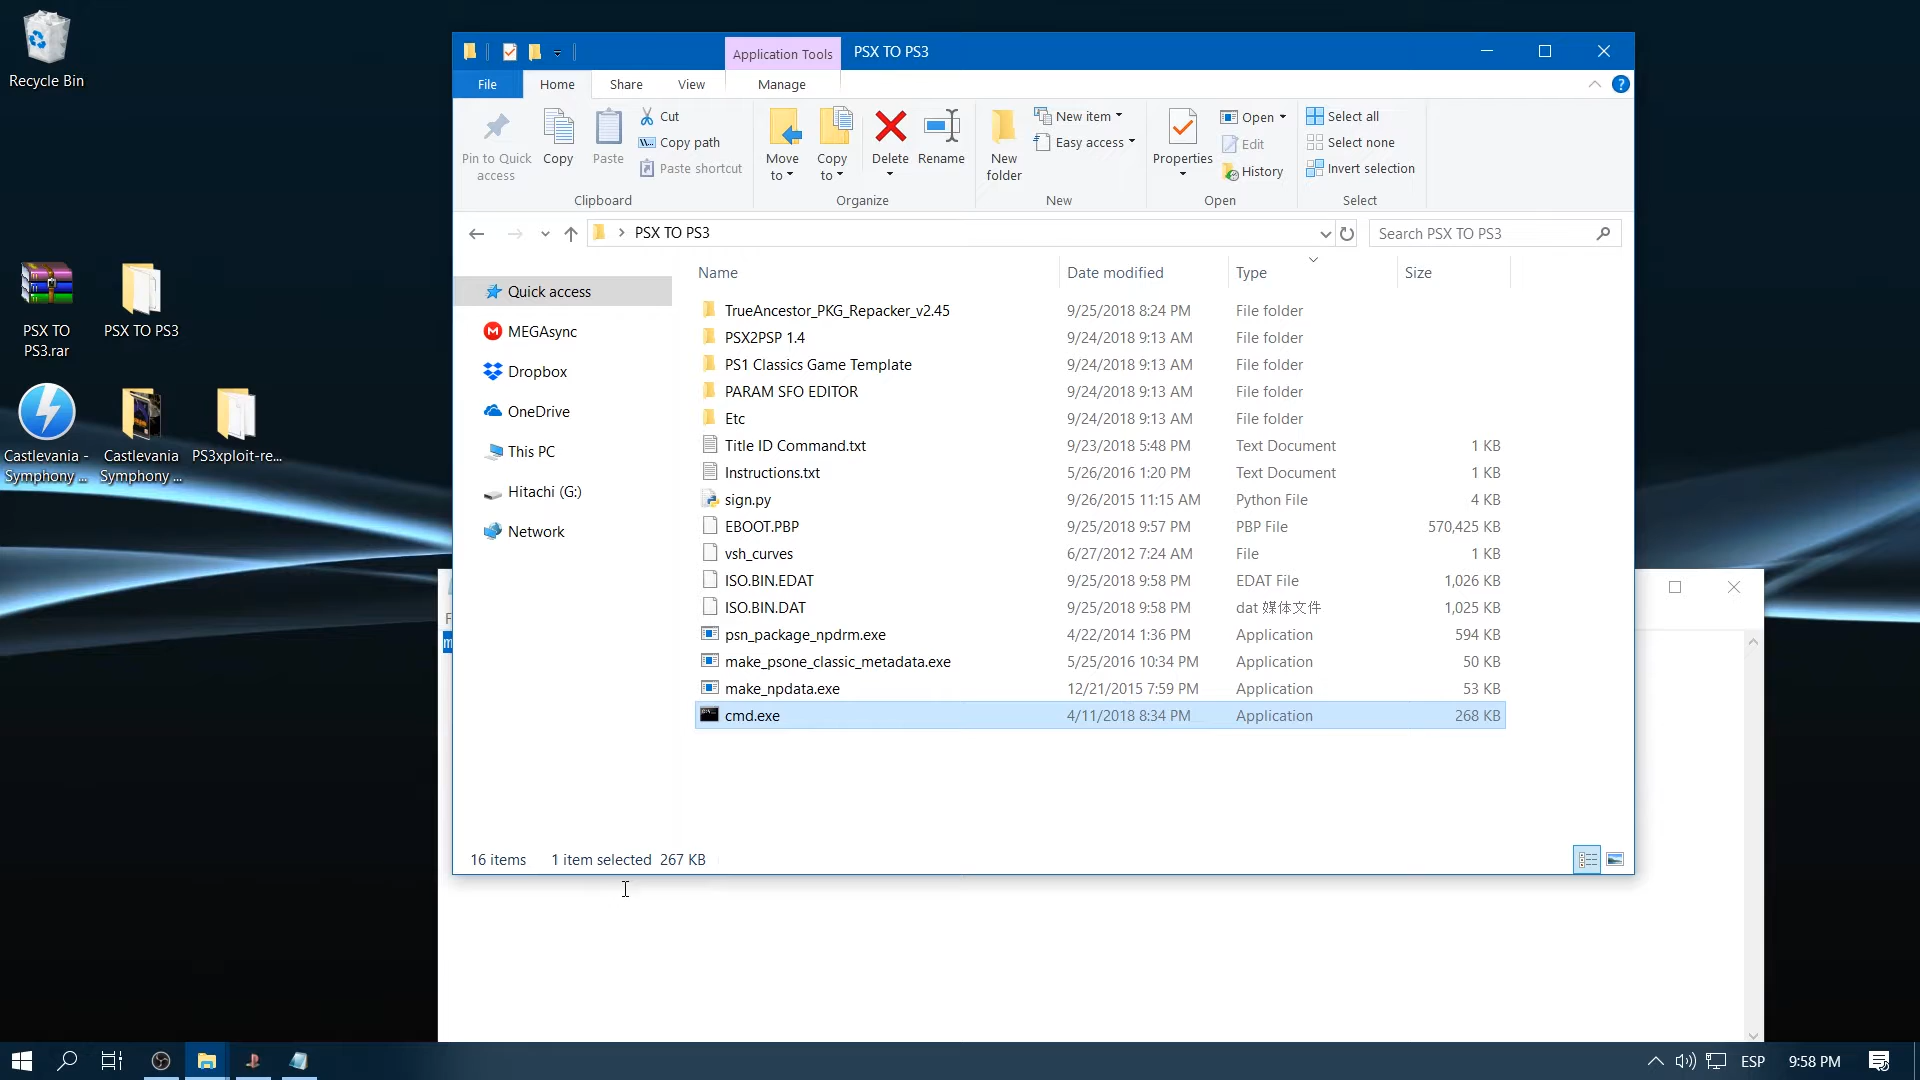 Recycle Bin
PSX TO
PS3.rar
PSX TO PS3
Castlevania -
Symphony ...
Castlevania
Symphony ...
PS3xploit-re...
Application Tools
PSX TO PS3
File
Home
Share
View
Manage
Pin to Quick
access
Copy
Paste
Cut
Copy path
Paste shortcut
Clipboard
Move
to
Copy
to
Delete
Rename
Organize
New
folder
New item
Easy access
New
Properties
Open
Edit
History
Open
Select all
Select none
Invert selection
Select
PSX TO PS3
Search PSX TO PS3
Quick access
MEGAsync
Dropbox
OneDrive
This PC
Hitachi (G:)
Network
Name Date modified Type Size
TrueAncestor_PKG_Repacker_v2.45 9/25/2018 8:24 PM File folder
PSX2PSP 1.4 9/24/2018 9:13 AM File folder
PS1 Classics Game Template 9/24/2018 9:13 AM File folder
PARAM SFO EDITOR 9/24/2018 9:13 AM File folder
Etc 9/24/2018 9:13 AM File folder
Title ID Command.txt 9/23/2018 5:48 PM Text Document 1 KB
Instructions.txt 5/26/2016 1:20 PM Text Document 1 KB
sign.py 9/26/2015 11:15 AM Python File 4 KB
EBOOT.PBP 9/25/2018 9:57 PM PBP File 570,425 KB
vsh_curves 6/27/2012 7:24 AM File 1 KB
ISO.BIN.EDAT 9/25/2018 9:58 PM EDAT File 1,026 KB
ISO.BIN.DAT 9/25/2018 9:58 PM dat 媒体文件 1,025 KB
psn_package_npdrm.exe 4/22/2014 1:36 PM Application 594 KB
make_psone_classic_metadata.exe 5/25/2016 10:34 PM Application 50 KB
make_npdata.exe 12/21/2015 7:59 PM Application 53 KB
cmd.exe 4/11/2018 8:34 PM Application 268 KB
16 items 1 item selected 267 KB
ESP
9:58 PM